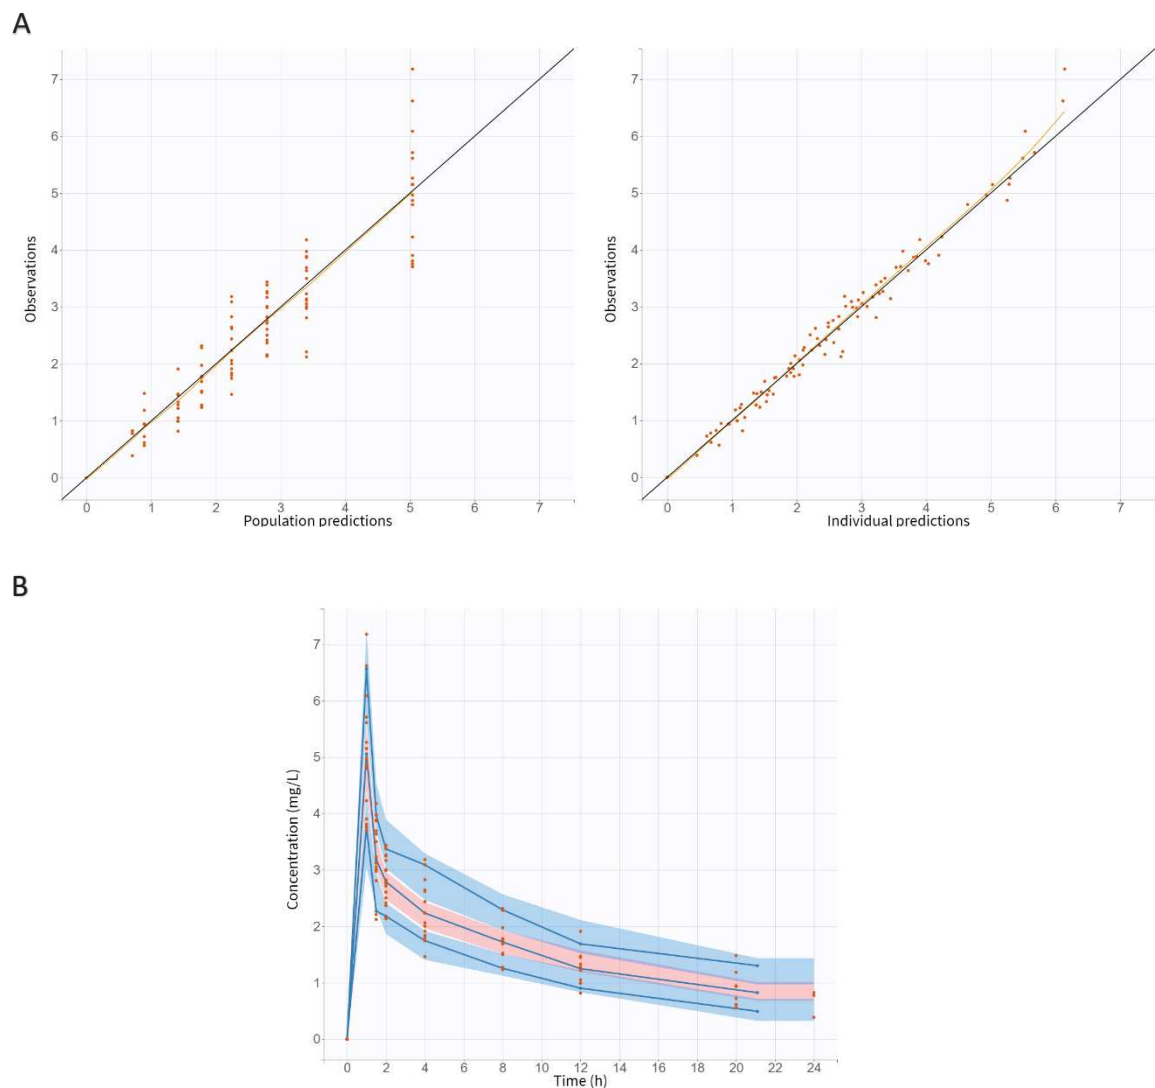 A
7
6
5
4
3
2
1
0
Observations
0 1 2 3 4 5 6 7
Population predictions
7
6
5
4
3
2
1
0
Observations
0 1 2 3 4 5 6 7
Individual predictions
B
7
6
5
4
3
2
1
0
Concentration (mg/L)
0 2 4 6 8 10 12 14 16 18 20 22 24
Time (h)